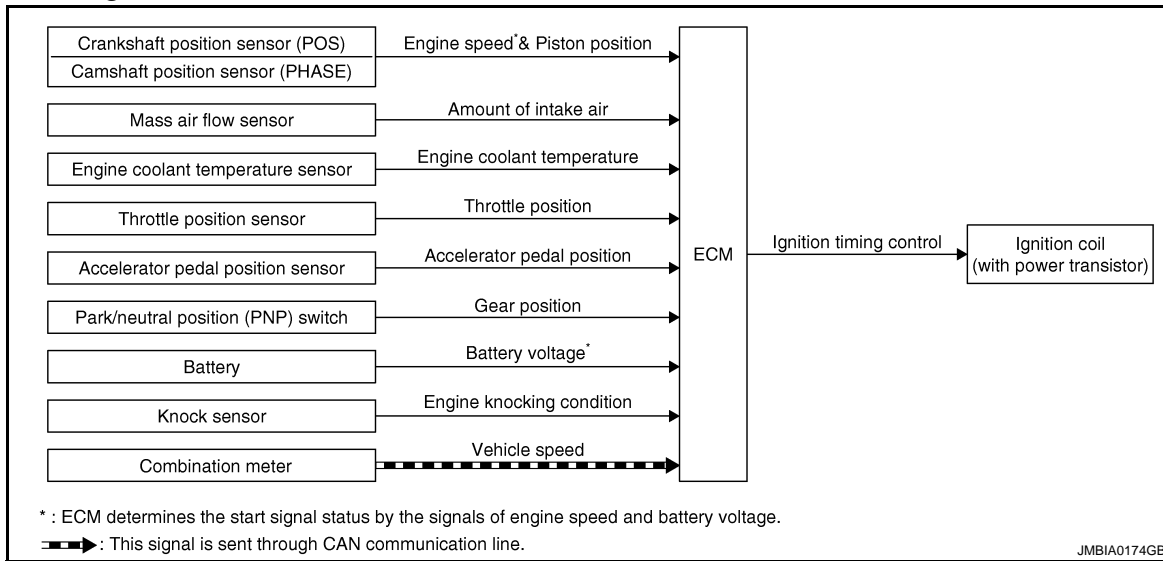 Crankshaft position sensor (POS)
Engine speed*& Piston position
Camshaft position sensor (PHASE)
Mass air flow sensor
Amount of intake air
Engine coolant temperature sensor
Engine coolant temperature
Throttle position sensor
Throttle position
Accelerator pedal position sensor
Accelerator pedal position
ECM
Ignition timing control
Ignition coil
(with power transistor)
Park/neutral position (PNP) switch
Gear position
Battery
Battery voltage*
Knock sensor
Engine knocking condition
Combination meter
Vehicle speed
* : ECM determines the start signal status by the signals of engine speed and battery voltage.
: This signal is sent through CAN communication line.
JMBIA0174GB